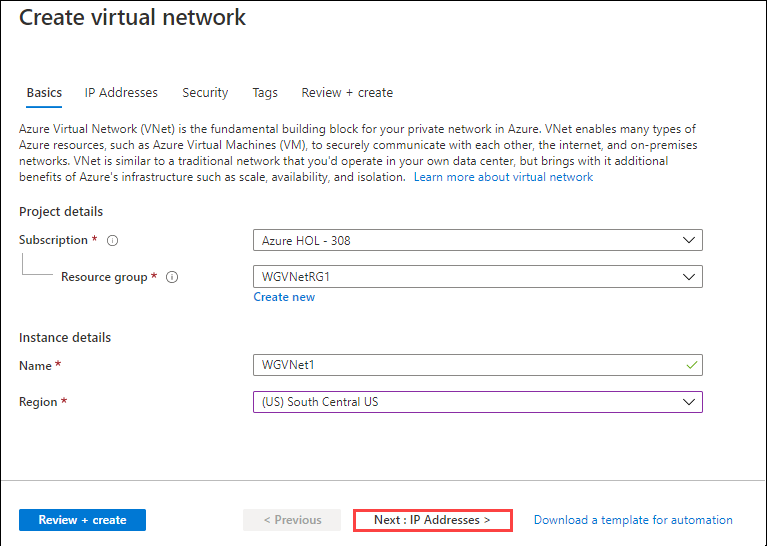 Create virtual network
Basics IP Addresses Security Tags Review + create
Azure Virtual Network (VNet) is the fundamental building block for your private network in Azure. VNet enables many types of
Azure resources, such as Azure Virtual Machines (VM), to securely communicate with each other, the internet, and on-premises
networks. VNet is similar to a traditional network that you'd operate in your own data center, but brings with it additional
benefits of Azure's infrastructure such as scale, availability, and isolation. Learn more about virtual network
Project details
Subscription * Azure HOL - 308
Resource group * WGVNetRG1
Create new
Instance details
Name * WGVNet1
Region * (US) South Central US
Review + create < Previous Next : IP Addresses > Download a template for automation